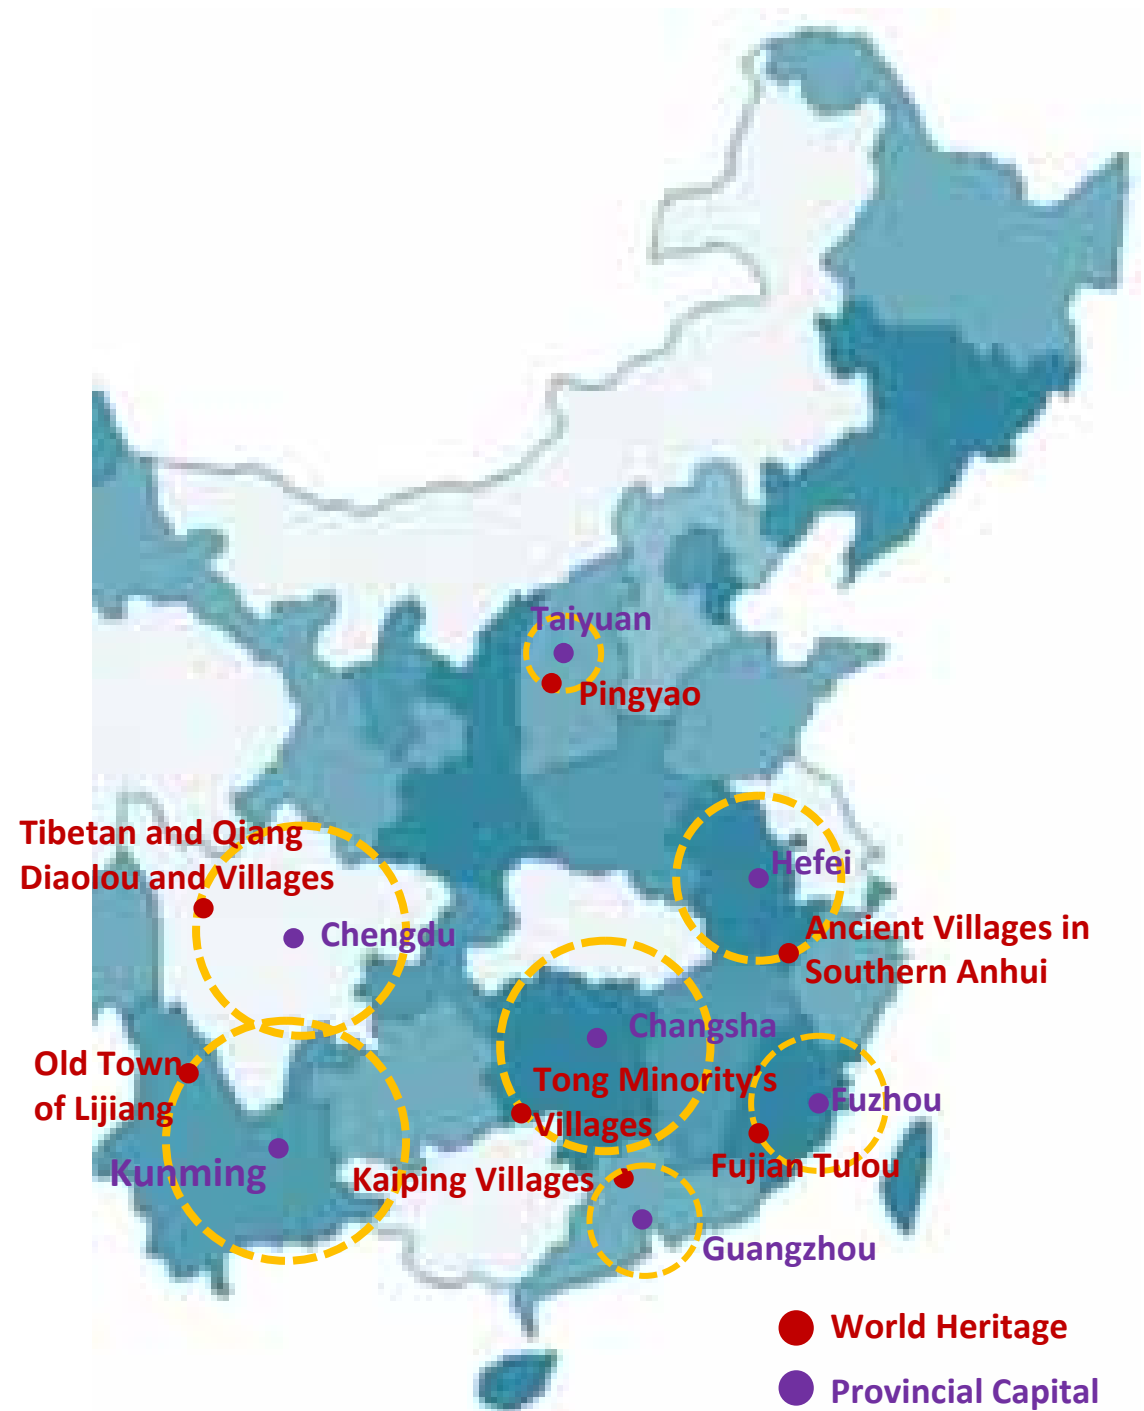 Taiyuan
Pingyao
Tibetan and Qiang
Diaolou and Villages
Hefei
Chengdu
Ancient Villages in
Southern Anhui
Changsha
Old Town
of Lijiang
Tong Minority's
Villages
Fuzhou
Kunming
Kaiping Villages
Fujian Tulou
Guangzhou
World Heritage
Provincial Capital